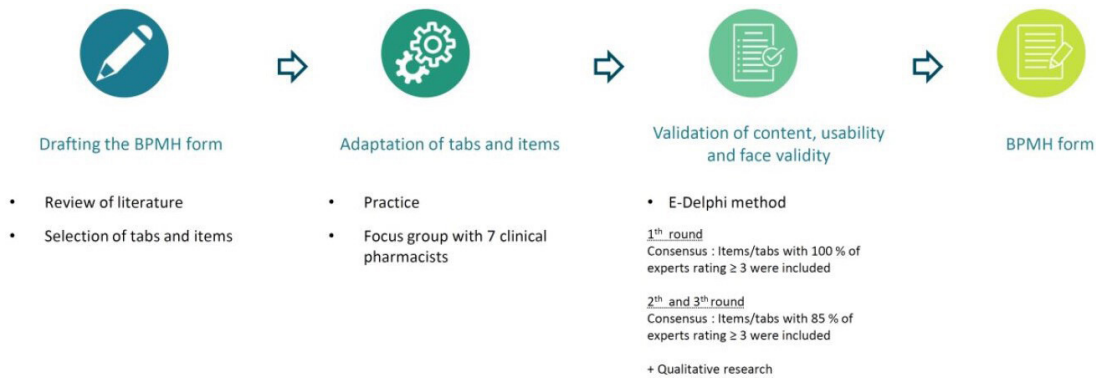 Drafting the BPMH form
• Review of literature
• Selection of tabs and items
Adaptation of tabs and items
• Practice
• Focus group with 7 clinical
pharmacists
Validation of content, usability
and face validity
• E-Delphi method
1th round
Consensus : Items/tabs with 100 % of
experts rating ≥ 3 were included
2th and 3th round
Consensus : Items/tabs with 85 % of
experts rating ≥ 3 were included
+ Qualitative research
BPMH form